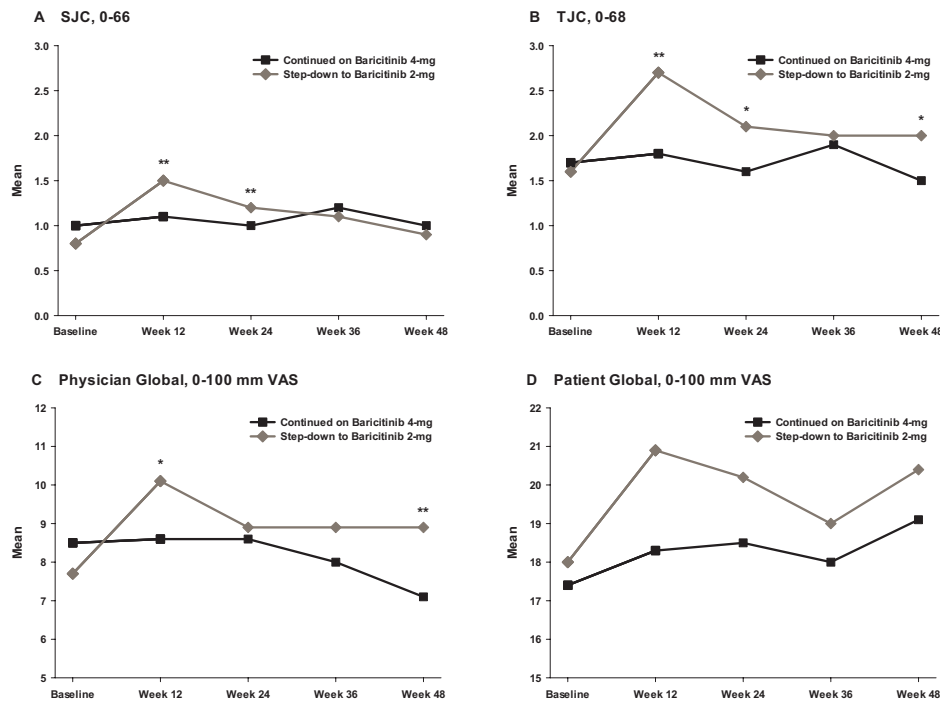 A SJC, 0-66
3.0
2.5
2.0
1.5
1.0
0.5
0.0
Mean
Continued on Baricitinib 4-mg
Step-down to Baricitinib 2-mg
**
**
Baseline Week 12 Week 24 Week 36 Week 48
B TJC, 0-68
3.0
2.5
2.0
1.5
1.0
0.5
0.0
Mean
Continued on Baricitinib 4-mg
Step-down to Baricitinib 2-mg
**
*
*
Baseline Week 12 Week 24 Week 36 Week 48
C Physician Global, 0-100 mm VAS
12
11
10
9
8
7
6
5
Mean
Continued on Baricitinib 4-mg
Step-down to Baricitinib 2-mg
*
**
Baseline Week 12 Week 24 Week 36 Week 48
D Patient Global, 0-100 mm VAS
22
21
20
19
18
17
16
15
Mean
Continued on Baricitinib 4-mg
Step-down to Baricitinib 2-mg
Baseline Week 12 Week 24 Week 36 Week 48